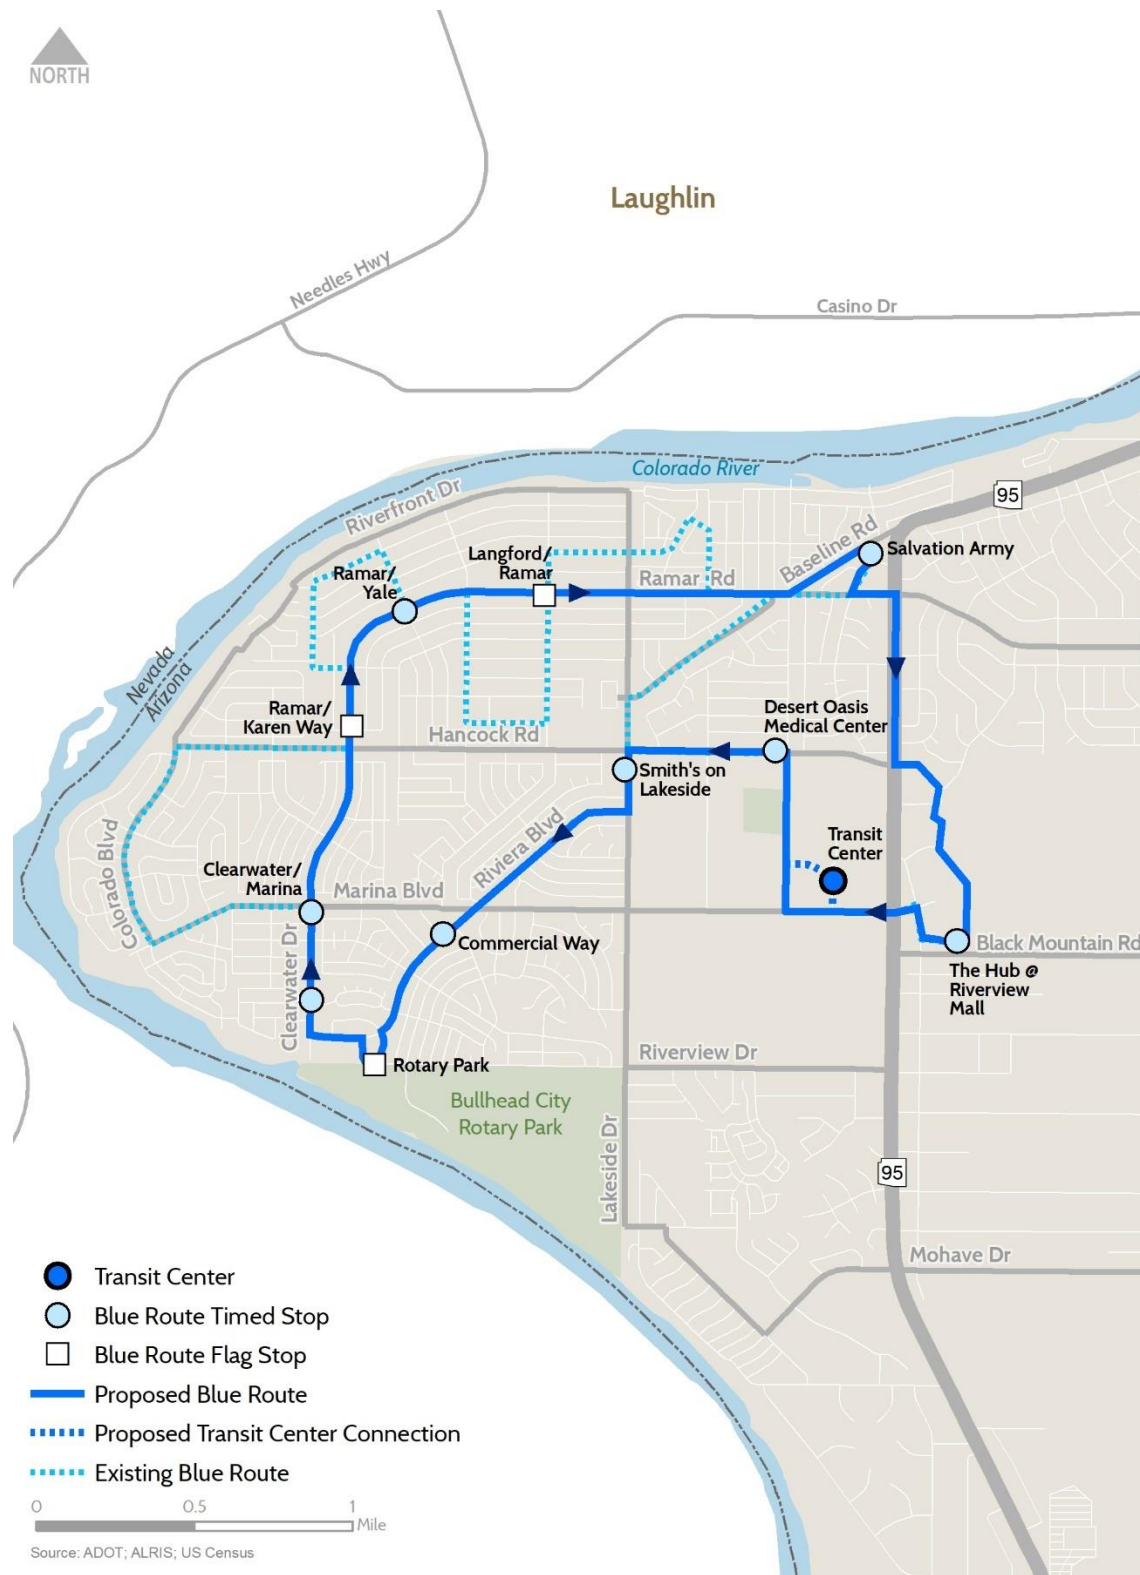 NORTH
Laughlin
Needles Hwy
Casino Dr
Colorado River
95
Riverfront Dr
Baseline Rd
Salvation Army
Langford/
Ramar
Ramar/
Yale
Ramar Rd
Nevada
Arizona
Ramar/
Karen Way
Hancock Rd
Desert Oasis
Medical Center
Smith's on
Lakeside
Riviera Blvd
Transit
Center
Colorado Blvd
Clearwater/
Marina
Marina Blvd
Commercial Way
Black Mountain Rd
The Hub @
Riverview
Mall
Clearwater Dr
Rotary Park
Riverview Dr
Bullhead City
Rotary Park
Lakeside Dr
95
Mohave Dr
Transit Center
Blue Route Timed Stop
Blue Route Flag Stop
Proposed Blue Route
Proposed Transit Center Connection
Existing Blue Route
0 0.5 1
Mile
Source: ADOT; ALRIS; US Census